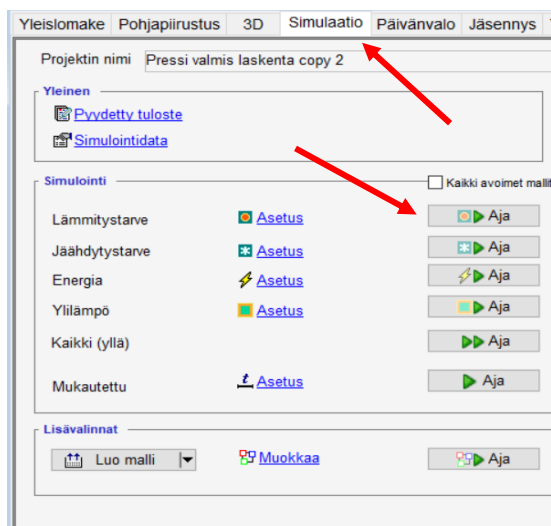 Yleislomake Pohjapiirustus 3D Simulaatio Päivänvalo Jäsennys
Projektin nimi Pressi valmis laskenta copy 2
Yleinen
Pyydetty tuloste
Simulointidata
Simulointi Kaikki avoimet mallit
Lämmitystarve Asetus Aja
Jäähdytystarve Asetus Aja
Energia Asetus Aja
Ylilämpö Asetus Aja
Kaikki (yllä) Aja
Mukautettu Asetus Aja
Lisävalinnat
Luo malli Muokkaa Aja